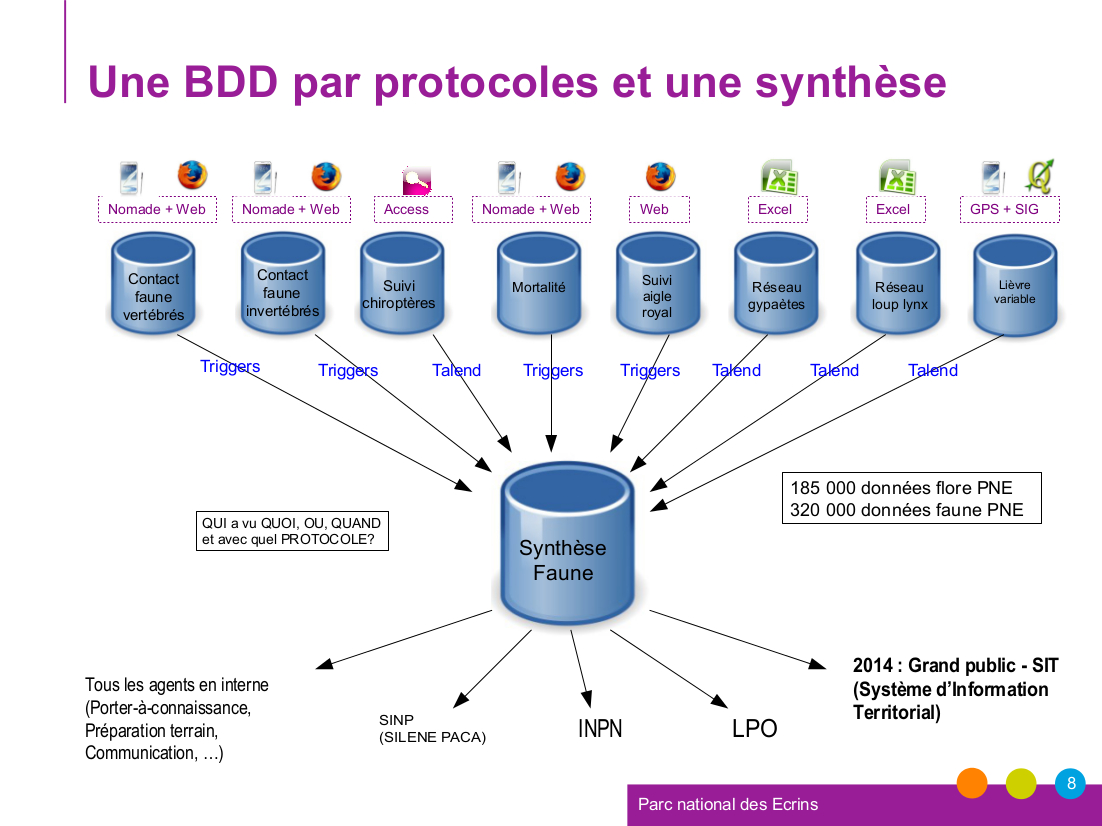 Une BDD par protocoles et une synthèse
Nomade + Web
Nomade + Web
Access
Nomade + Web
Web
Excel
Excel
GPS + SIG
Contact
faune
vertébrés
Contact
faune
invertébrés
Suivi
chiroptères
Mortalité
Suivi
aigle
royal
Réseau
gypaètes
Réseau
loup lynx
Lièvre
variable
Triggers
Triggers
Talend
Triggers
Triggers
Talend
Talend
Talend
QUI a vu QUOI, OU, QUAND
et avec quel PROTOCOLE?
185 000 données flore PNE
320 000 données faune PNE
Synthèse
Faune
Tous les agents en interne
(Porter-à-connaissance,
Préparation terrain,
Communication, …)
SINP
(SILENE PACA)
INPN
LPO
2014 : Grand public - SIT
(Système d’Information
Territorial)
Parc national des Ecrins
8